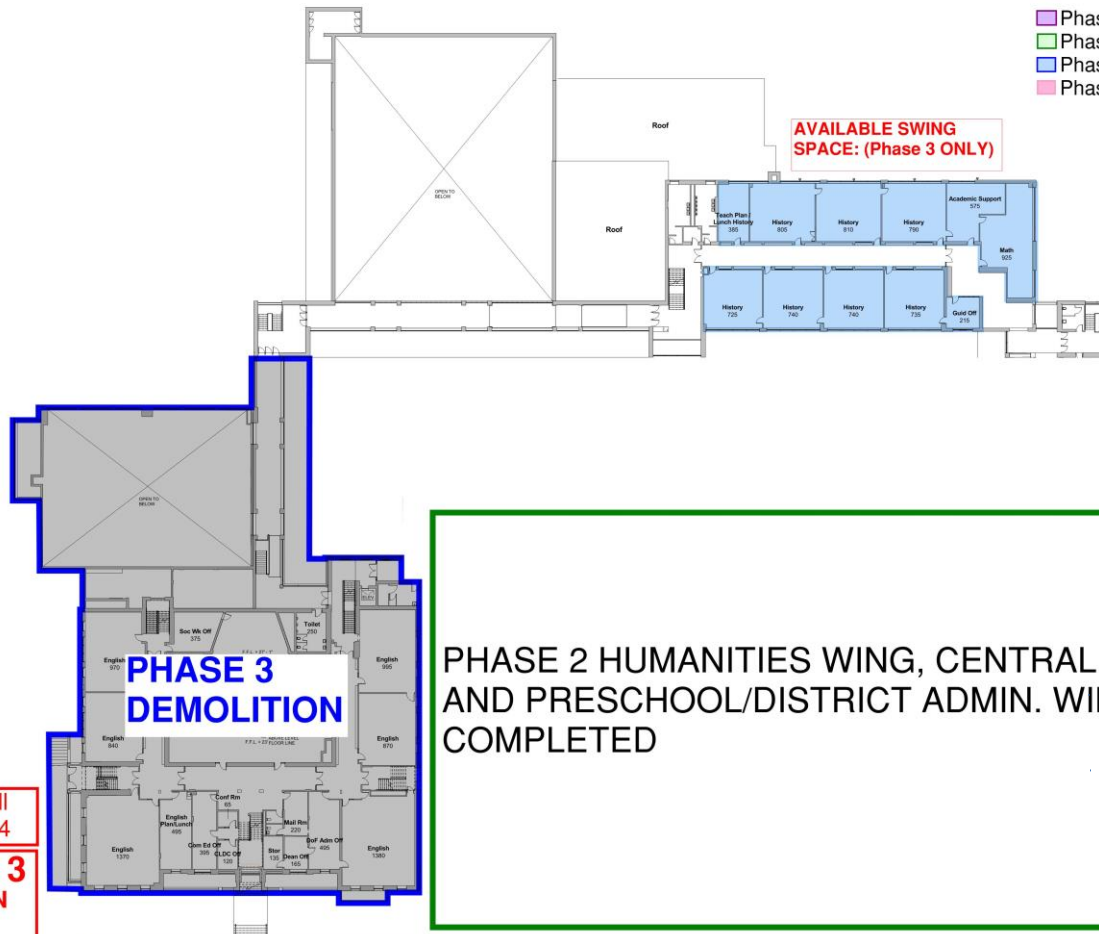 Phas
Phas
Phas
Phas
AVAILABLE SWING
SPACE: (Phase 3 ONLY)
Roof
Roof
OPEN TO
BELOW
Teach Plan /
Lunch History
385
History
805
History
810
History
790
Academic Support
575
Math
925
History
725
History
740
History
740
History
735
Guid Off
215
OPEN TO
BELOW
ELEV.
Soc Wk Off
375
Toilet
250
English
970
English
395
PHASE 3
DEMOLITION
English
840
English
870
FLOOR LINE
Conf Rm
85
English
Plan/Lunch
495
Mail Rm
220
English
1370
Com Ed Off
395
CLDC Off
120
Stor
135
Dean Off
165
DoF Adm Off
495
English
1380
PHASE 2 HUMANITIES WING, CENTRAL
AND PRESCHOOL/DISTRICT ADMIN. WI
COMPLETED
ll
4
3
N